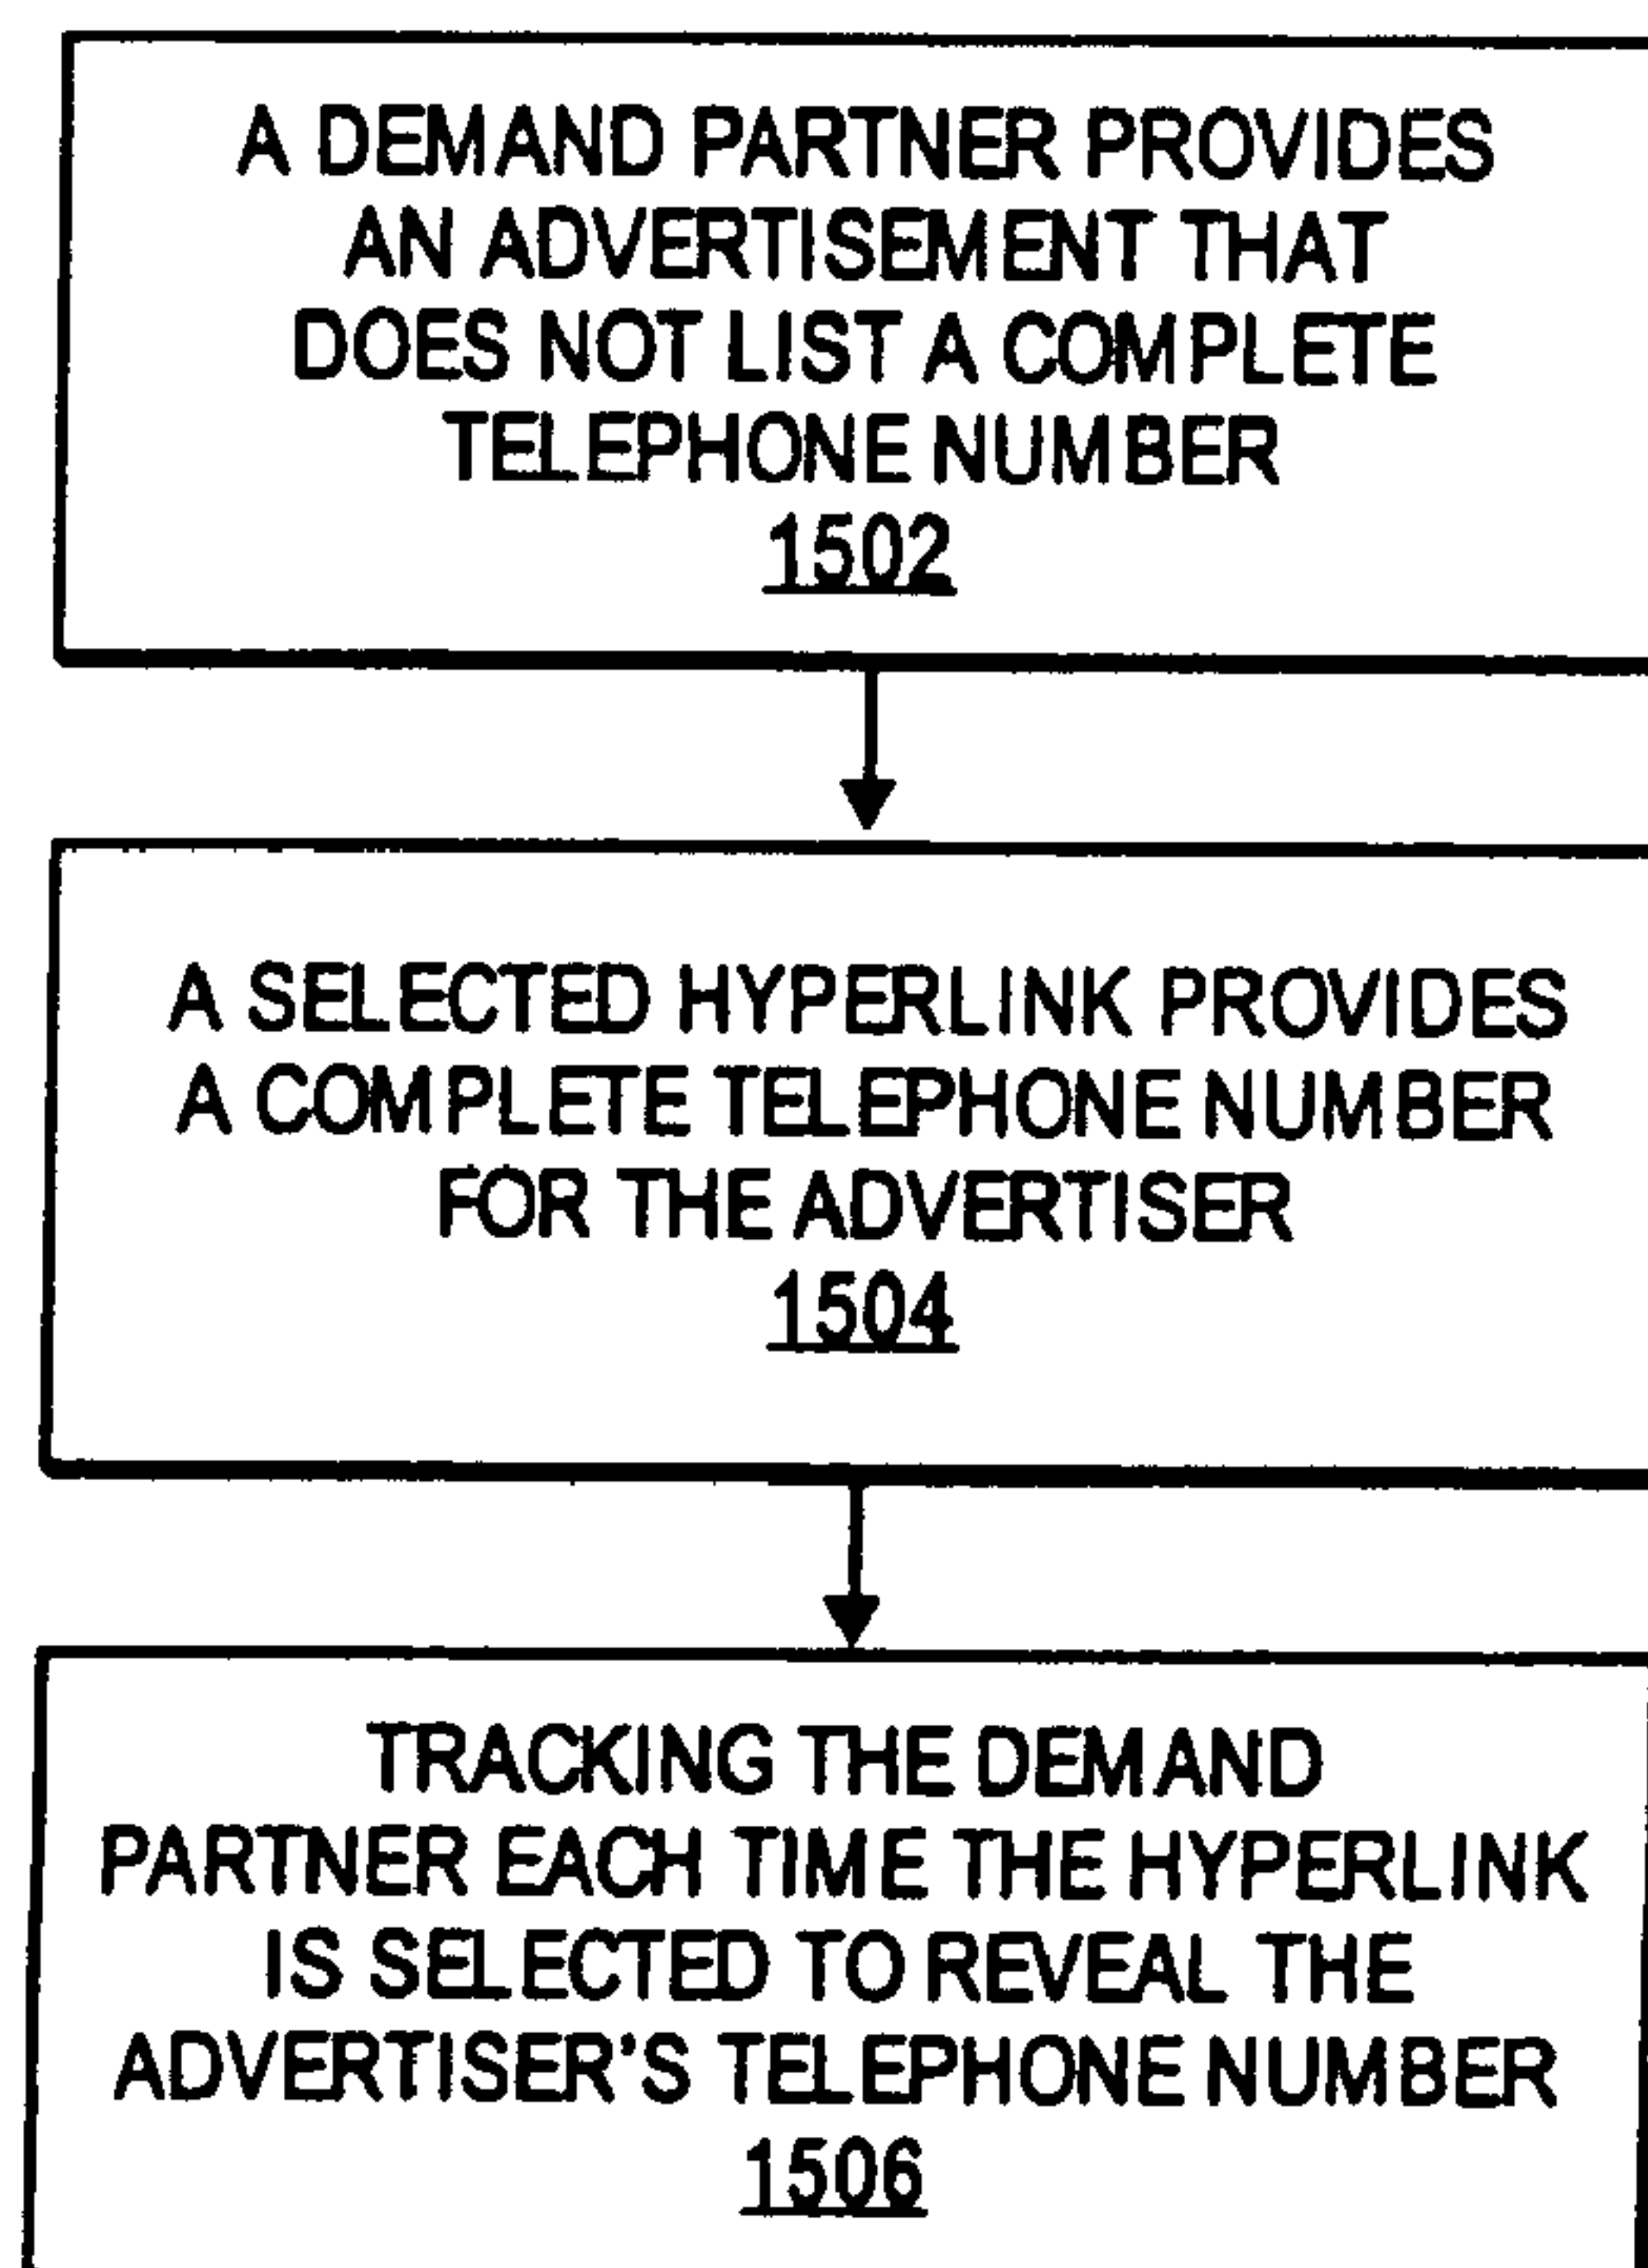 A DEMAND PARTNER PROVIDES
AN ADVERTISEMENT THAT
DOES NOT LIST A COMPLETE
TELEPHONE NUMBER
1502
A SELECTED HYPERLINK PROVIDES
A COMPLETE TELEPHONE NUMBER
FOR THE ADVERTISER
1504
TRACKING THE DEMAND
PARTNER EACH TIME THE HYPERLINK
IS SELECTED TO REVEAL THE
ADVERTISER'S TELEPHONE NUMBER
1506